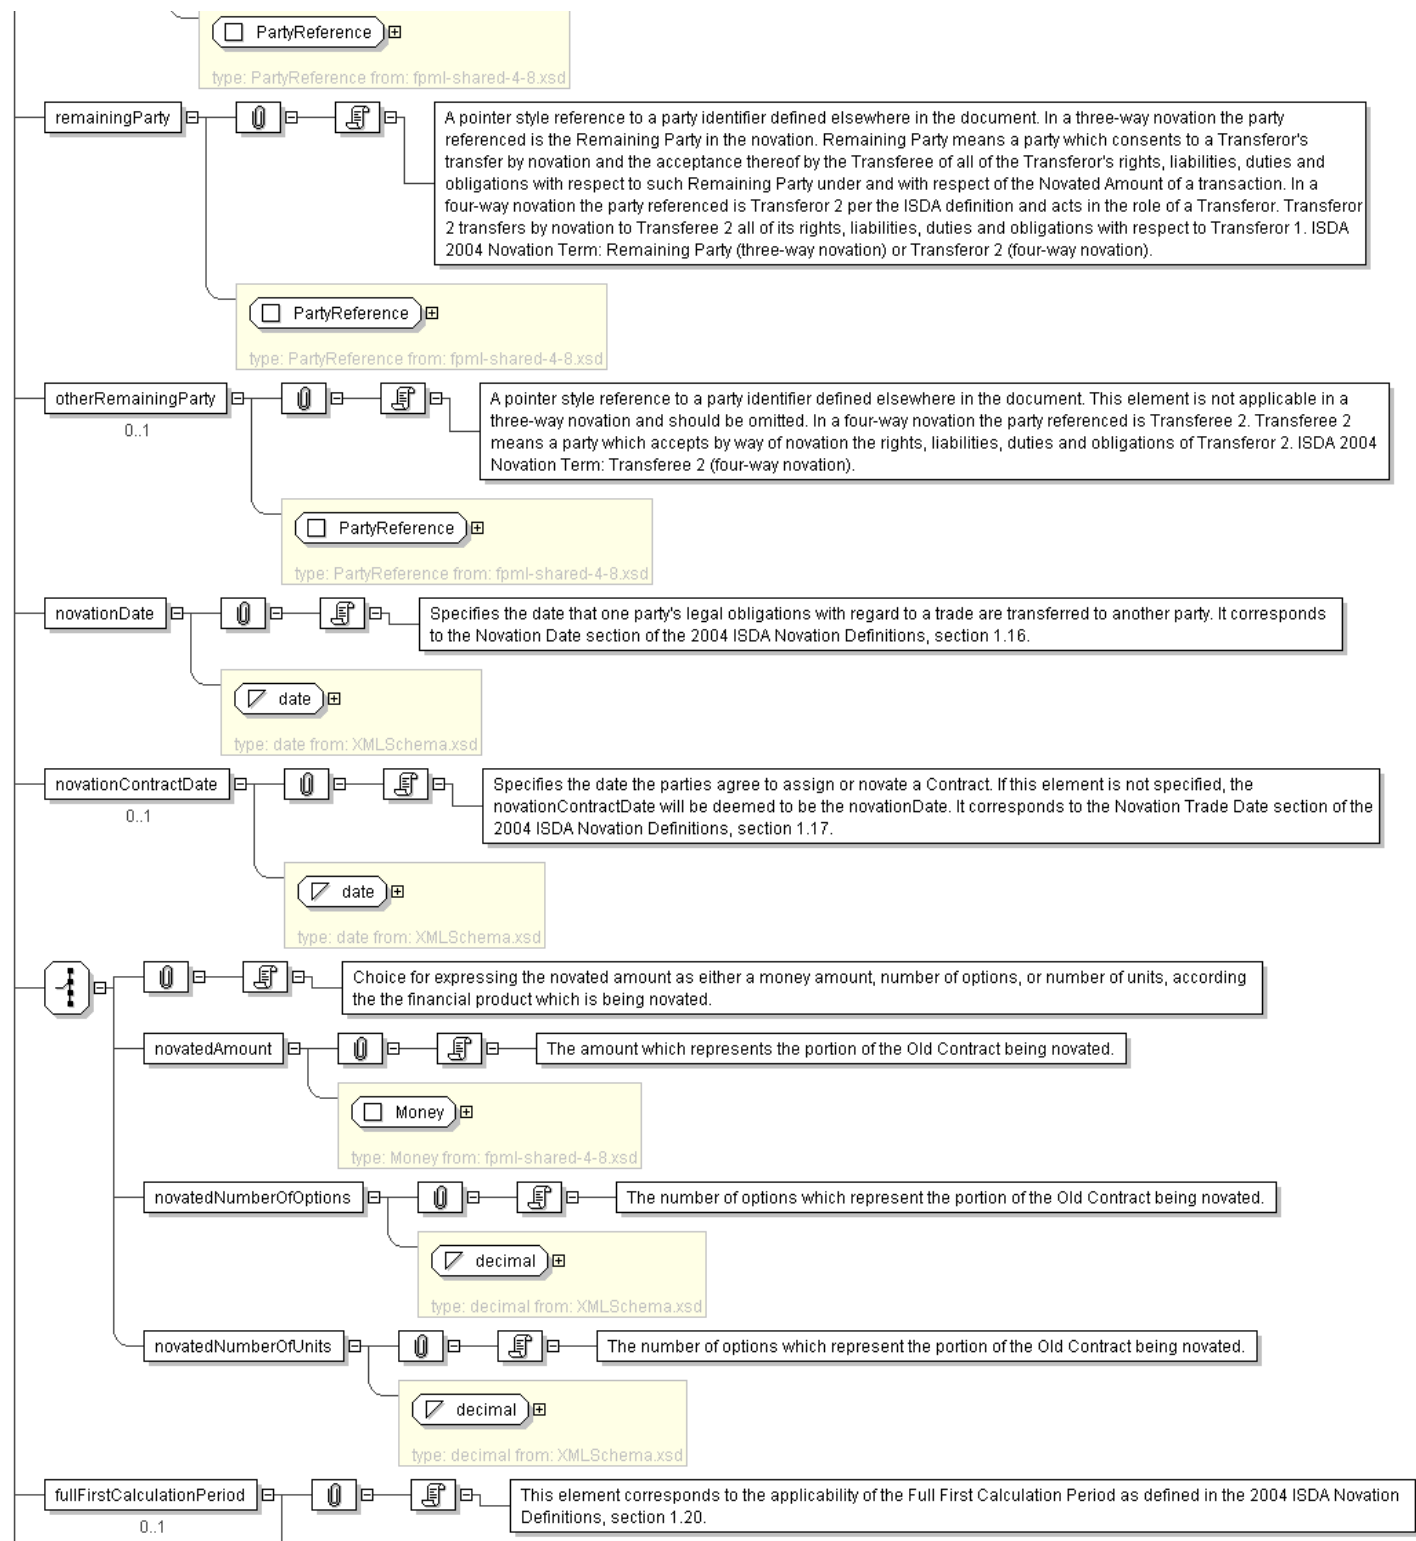 PartyReference
type: PartyReference from: fpml-shared-4-8.xsd
remainingParty
A pointer style reference to a party identifier defined elsewhere in the document. In a three-way novation the party
referenced is the Remaining Party in the novation. Remaining Party means a party which consents to a Transferor's
transfer by novation and the acceptance thereof by the Transferee of all of the Transferor's rights, liabilities, duties and
obligations with respect to such Remaining Party under and with respect of the Novated Amount of a transaction. In a
four-way novation the party referenced is Transferor 2 per the ISDA definition and acts in the role of a Transferor. Transferor
2 transfers by novation to Transferee 2 all of its rights, liabilities, duties and obligations with respect to Transferor 1. ISDA
2004 Novation Term: Remaining Party (three-way novation) or Transferor 2 (four-way novation).
PartyReference
type: PartyReference from: fpml-shared-4-8.xsd
otherRemainingParty
0..1
A pointer style reference to a party identifier defined elsewhere in the document. This element is not applicable in a
three-way novation and should be omitted. In a four-way novation the party referenced is Transferee 2. Transferee 2
means a party which accepts by way of novation the rights, liabilities, duties and obligations of Transferor 2. ISDA 2004
Novation Term: Transferee 2 (four-way novation).
PartyReference
type: PartyReference from: fpml-shared-4-8.xsd
novationDate
Specifies the date that one party's legal obligations with regard to a trade are transferred to another party. It corresponds
to the Novation Date section of the 2004 ISDA Novation Definitions, section 1.16.
date
type: date from: XMLSchema.xsd
novationContractDate
0..1
Specifies the date the parties agree to assign or novate a Contract. If this element is not specified, the
novationContractDate will be deemed to be the novationDate. It corresponds to the Novation Trade Date section of the
2004 ISDA Novation Definitions, section 1.17.
date
type: date from: XMLSchema.xsd
Choice for expressing the novated amount as either a money amount, number of options, or number of units, according
the the financial product which is being novated.
novatedAmount
The amount which represents the portion of the Old Contract being novated.
Money
type: Money from: fpml-shared-4-8.xsd
novatedNumberOfOptions
The number of options which represent the portion of the Old Contract being novated.
decimal
type: decimal from: XMLSchema.xsd
novatedNumberOfUnits
The number of options which represent the portion of the Old Contract being novated.
decimal
type: decimal from: XMLSchema.xsd
fullFirstCalculationPeriod
0..1
This element corresponds to the applicability of the Full First Calculation Period as defined in the 2004 ISDA Novation
Definitions, section 1.20.